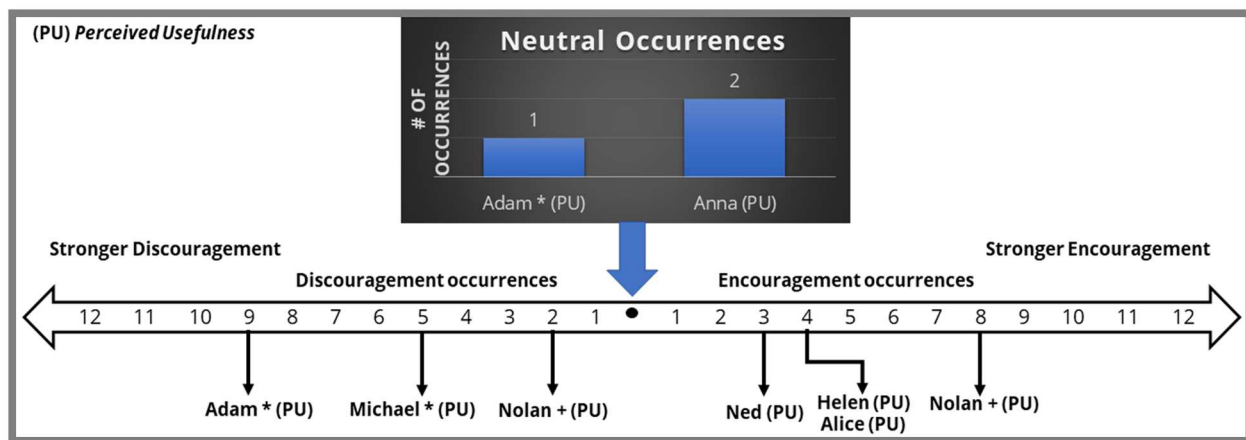 (PU) Perceived Usefulness
Neutral Occurrences
# OF
OCCURRENCES
1
2
Adam * (PU)
Anna (PU)
Stronger Discouragement
Stronger Encouragement
Discouragement occurrences
Encouragement occurrences
12 11 10 9 8 7 6 5 4 3 2 1 1 2 3 4 5 6 7 8 9 10 11 12
Adam * (PU)
Michael * (PU)
Nolan + (PU)
Ned (PU)
Helen (PU)
Alice (PU)
Nolan + (PU)